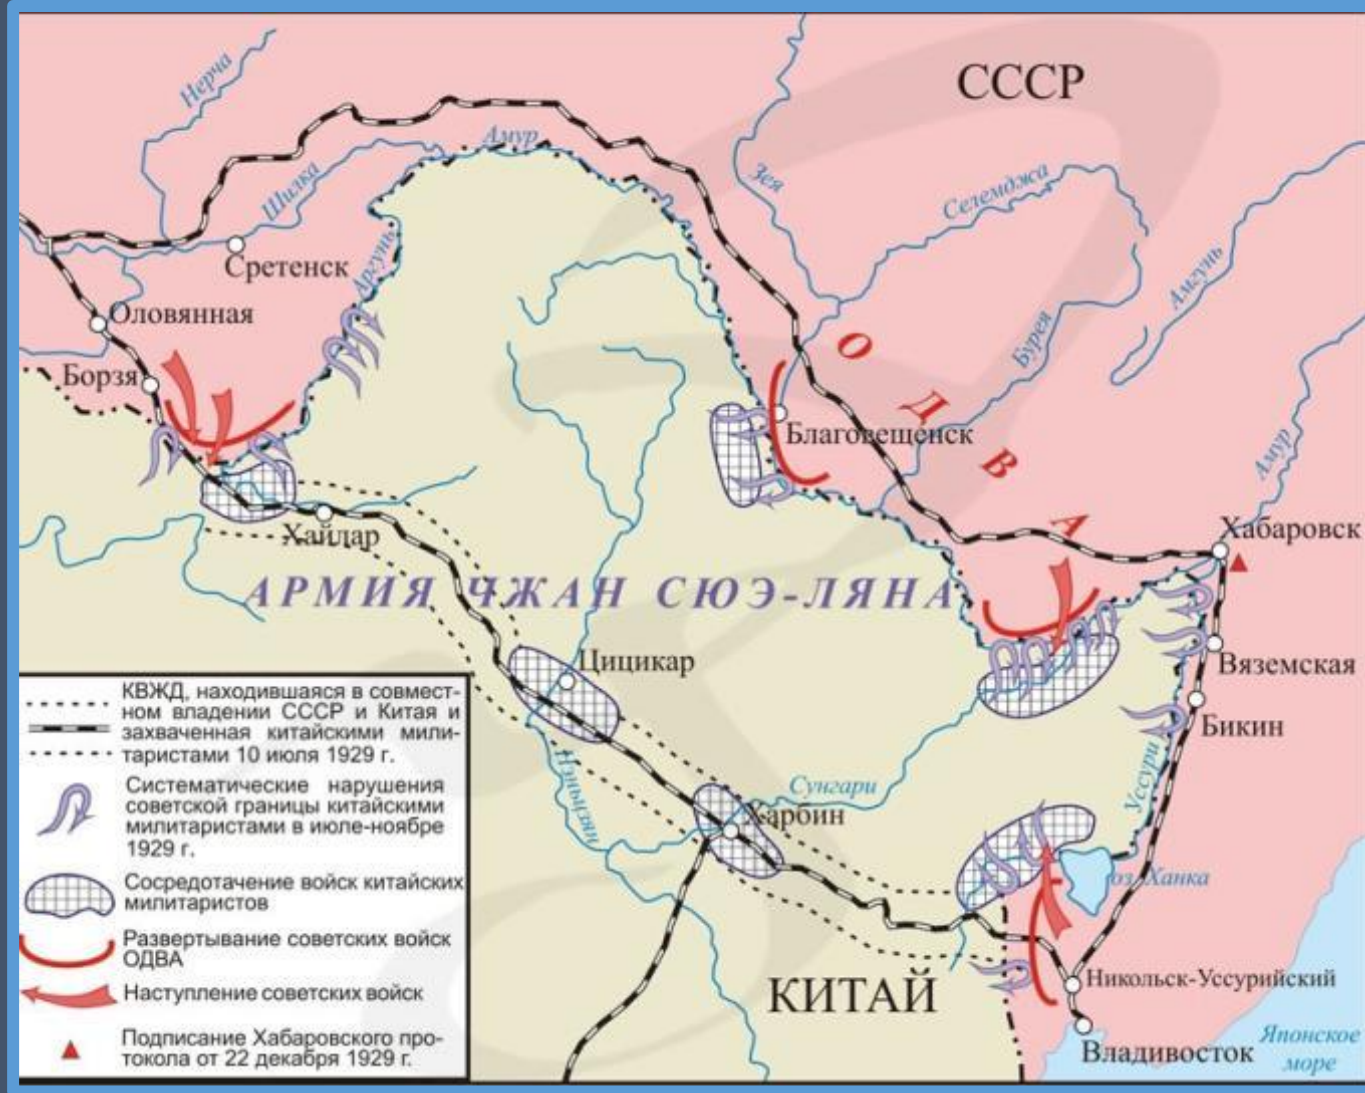 СССР
Нерча
Амур
Шилка
Зея
Селемджа
Сретенск
Аргунь
Амгунь
Оловянная
Бурея
Борзя
ОДВА
Благовещенск
Амур
Хабаровск
Хайлар
АРМИЯ ЧЖАН СЮЭ-ЛЯНА
Вяземская
Цицикар
Бикин
Уссури
Нэньцзян
Сунгари
Харбин
оз. Ханка
КИТАЙ
Никольск-Уссурийский
Владивосток
Японское
море
КВЖД, находившаяся в совмест-
ном владении СССР и Китая и
захваченная китайскими мили-
таристами 10 июля 1929 г.
Систематические нарушения
советской границы китайскими
милитаристами в июле-ноябре
1929 г.
Сосредотачение войск китайских
милитаристов
Развертывание советских войск
ОДВА
Наступление советских войск
Подписание Хабаровского про-
токола от 22 декабря 1929 г.